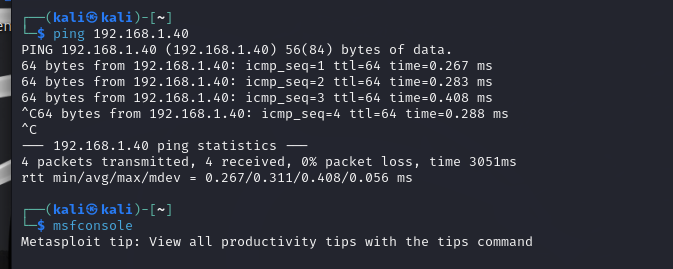 ┌──(kali㉿kali)-[~]
└─$ ping 192.168.1.40
PING 192.168.1.40 (192.168.1.40) 56(84) bytes of data.
64 bytes from 192.168.1.40: icmp_seq=1 ttl=64 time=0.267 ms
64 bytes from 192.168.1.40: icmp_seq=2 ttl=64 time=0.283 ms
64 bytes from 192.168.1.40: icmp_seq=3 ttl=64 time=0.408 ms
^C64 bytes from 192.168.1.40: icmp_seq=4 ttl=64 time=0.288 ms
^C
--- 192.168.1.40 ping statistics ---
4 packets transmitted, 4 received, 0% packet loss, time 3051ms
rtt min/avg/max/mdev = 0.267/0.311/0.408/0.056 ms
┌──(kali㉿kali)-[~]
└─$ msfconsole
Metasploit tip: View all productivity tips with the tips command